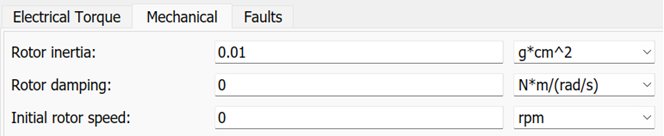 Electrical Torque Mechanical Faults
Rotor inertia: 0.01 g*cm^2
Rotor damping: 0 N*m/(rad/s)
Initial rotor speed: 0 rpm